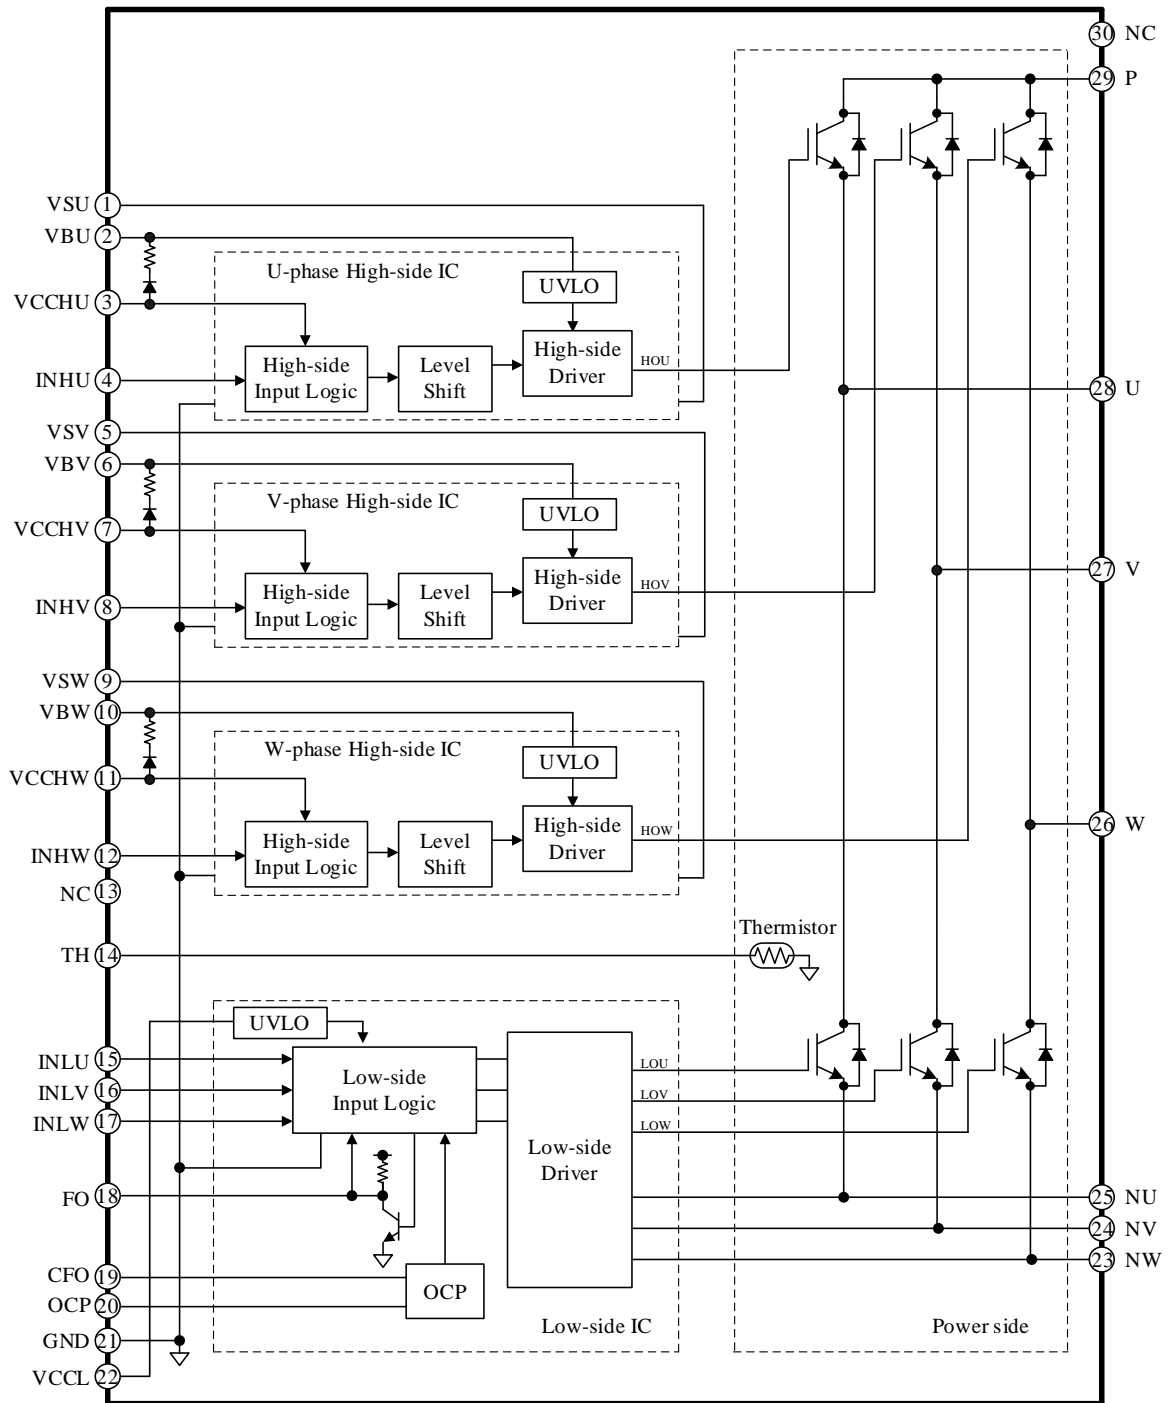 30 NC
29 P
VSU 1
VBU 2
U-phase High-side IC
UVLO
VCCHU 3
High-side
Input Logic
Level
Shift
High-side
Driver
HOU
INHU 4
28 U
VSV 5
VBV 6
V-phase High-side IC
UVLO
VCCHV 7
High-side
Input Logic
Level
Shift
High-side
Driver
HOV
27 V
INHV 8
VSW 9
VBW 10
W-phase High-side IC
UVLO
VCCHW 11
High-side
Input Logic
Level
Shift
High-side
Driver
HOW
26 W
INHW 12
NC 13
Thermistor
TH 14
UVLO
INLU 15
INLV 16
INLW 17
Low-side
Input Logic
LOU
LOV
LOW
Low-side
Driver
FO 18
25 NU
24 NV
23 NW
CFO 19
OCP 20
OCP
GND 21
Low-side IC
Power side
VCCL 22